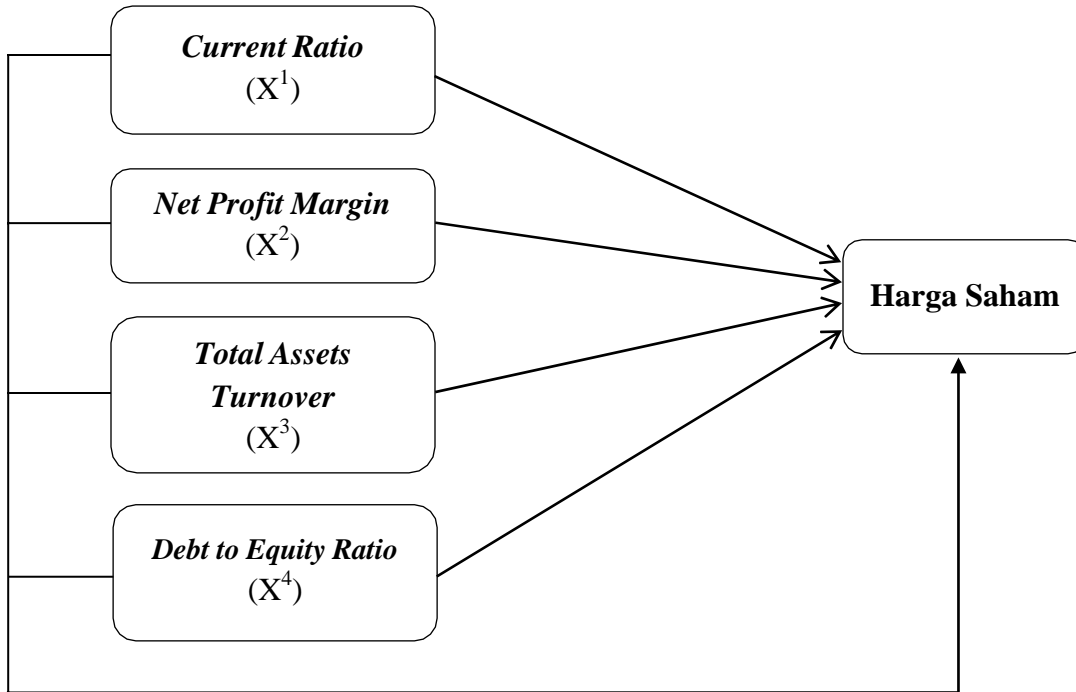 Current Ratio
(X¹)
Net Profit Margin
(X²)
Total Assets
Turnover
(X³)
Debt to Equity Ratio
(X⁴)
Harga Saham